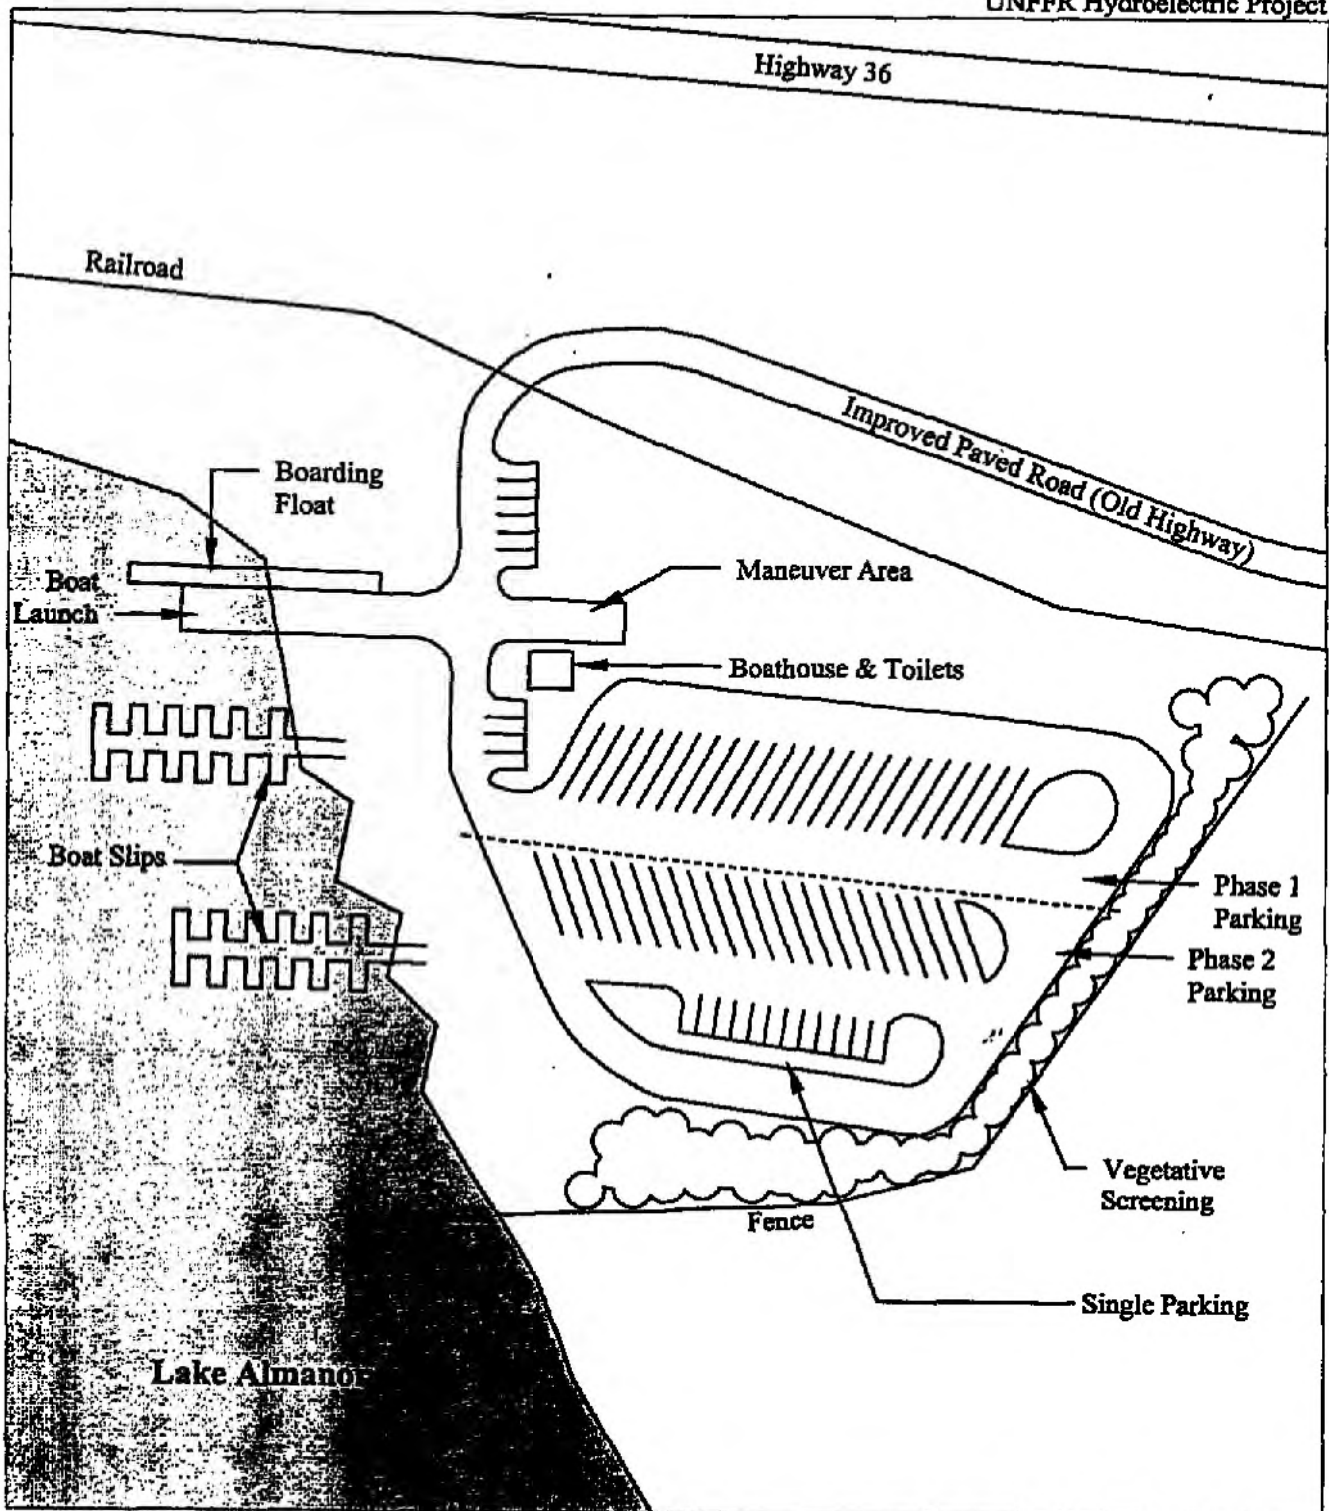 UNFFR Hydroelectric Project
Highway 36
Railroad
Improved Paved Road (Old Highway)
Boarding
Float
Boat
Launch
Maneuver Area
Boathouse & Toilets
Boat Slips
Phase 1
Parking
Phase 2
Parking
Vegetative
Screening
Fence
Single Parking
Lake Almanor